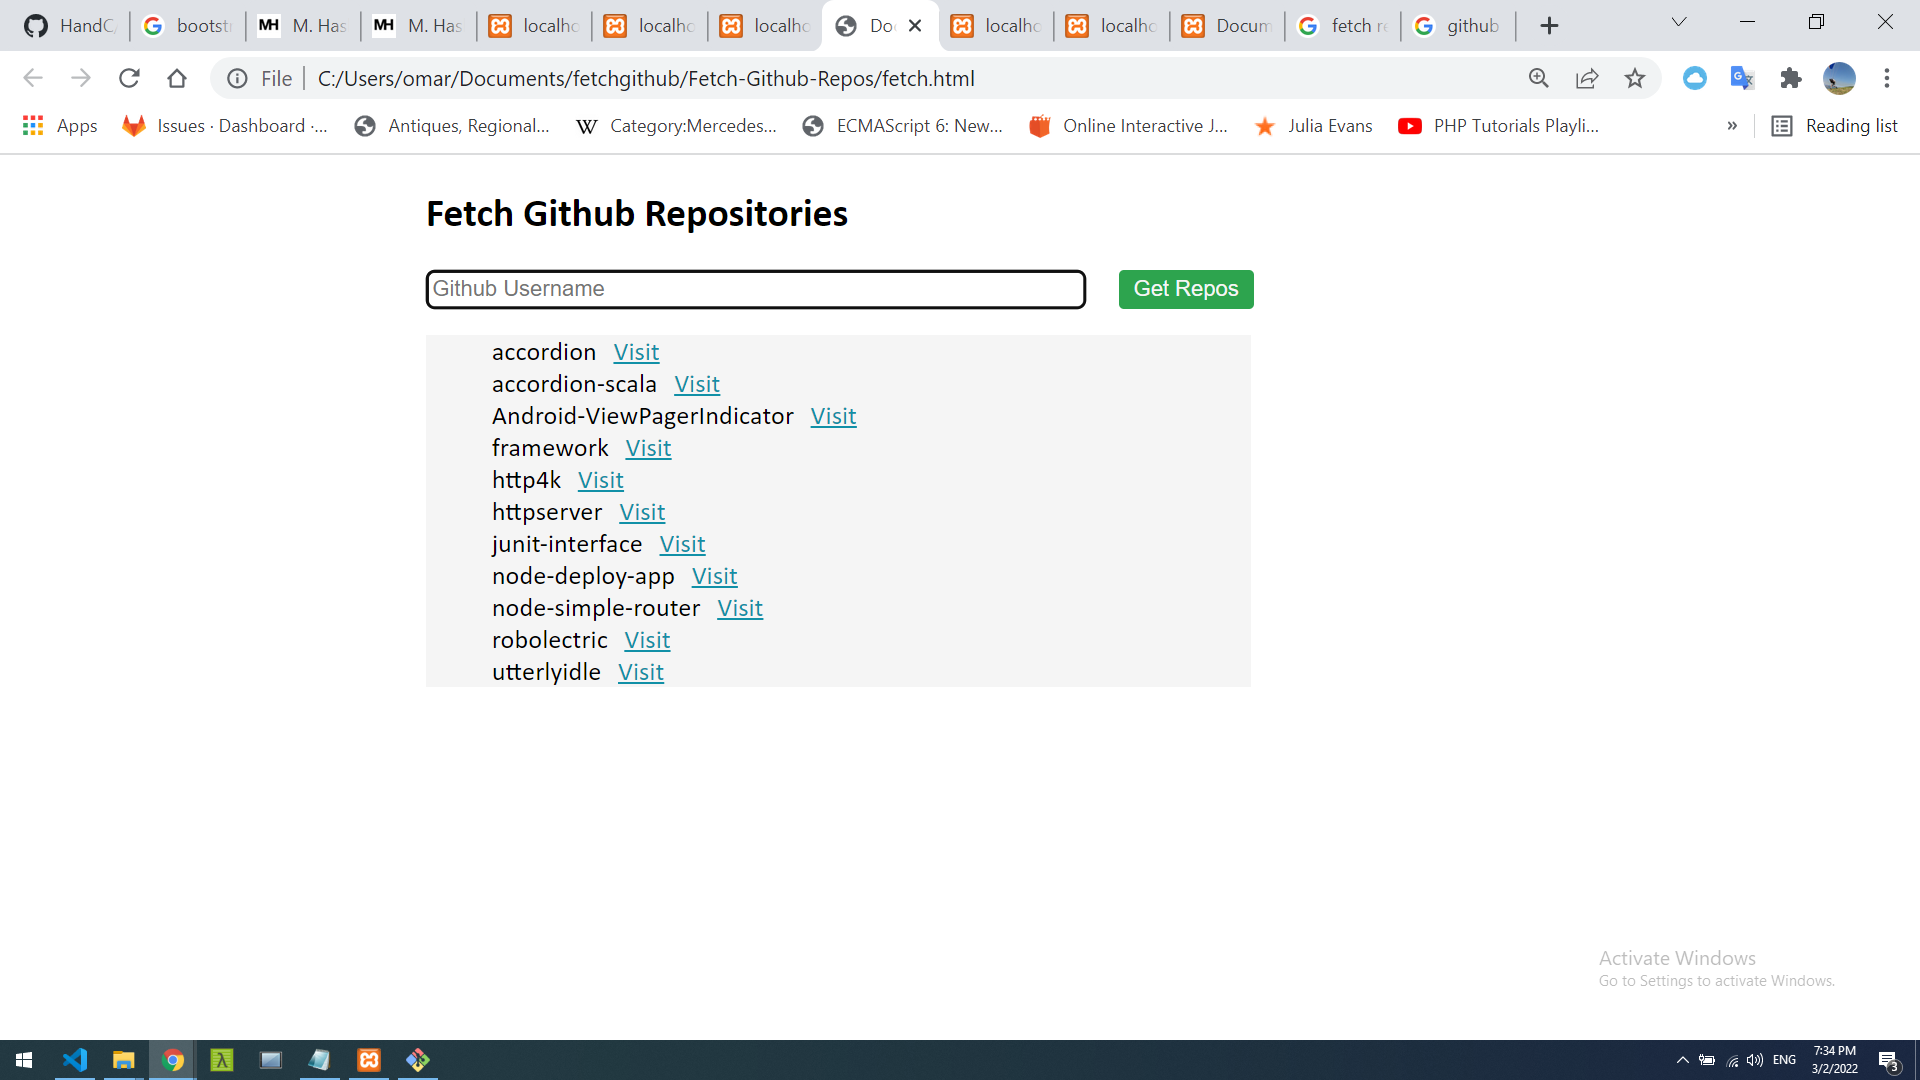 HandC/
bootstr
MH M. Has
MH M. Has
localho
localho
localho
Doc
localho
localho
Docum
fetch re
github
File C:/Users/omar/Documents/fetchgithub/Fetch-Github-Repos/fetch.html
Apps
Issues · Dashboard ·...
Antiques, Regional...
W Category:Mercedes...
ECMAScript 6: New...
Online Interactive J...
Julia Evans
PHP Tutorials Playli...
»
Reading list
Fetch Github Repositories
Github Username
Get Repos
accordion Visit
accordion-scala Visit
Android-ViewPagerIndicator Visit
framework Visit
http4k Visit
httpserver Visit
junit-interface Visit
node-deploy-app Visit
node-simple-router Visit
robolectric Visit
utterlyidle Visit
Activate Windows
Go to Settings to activate Windows.
ENG
7:34 PM
3/2/2022
3